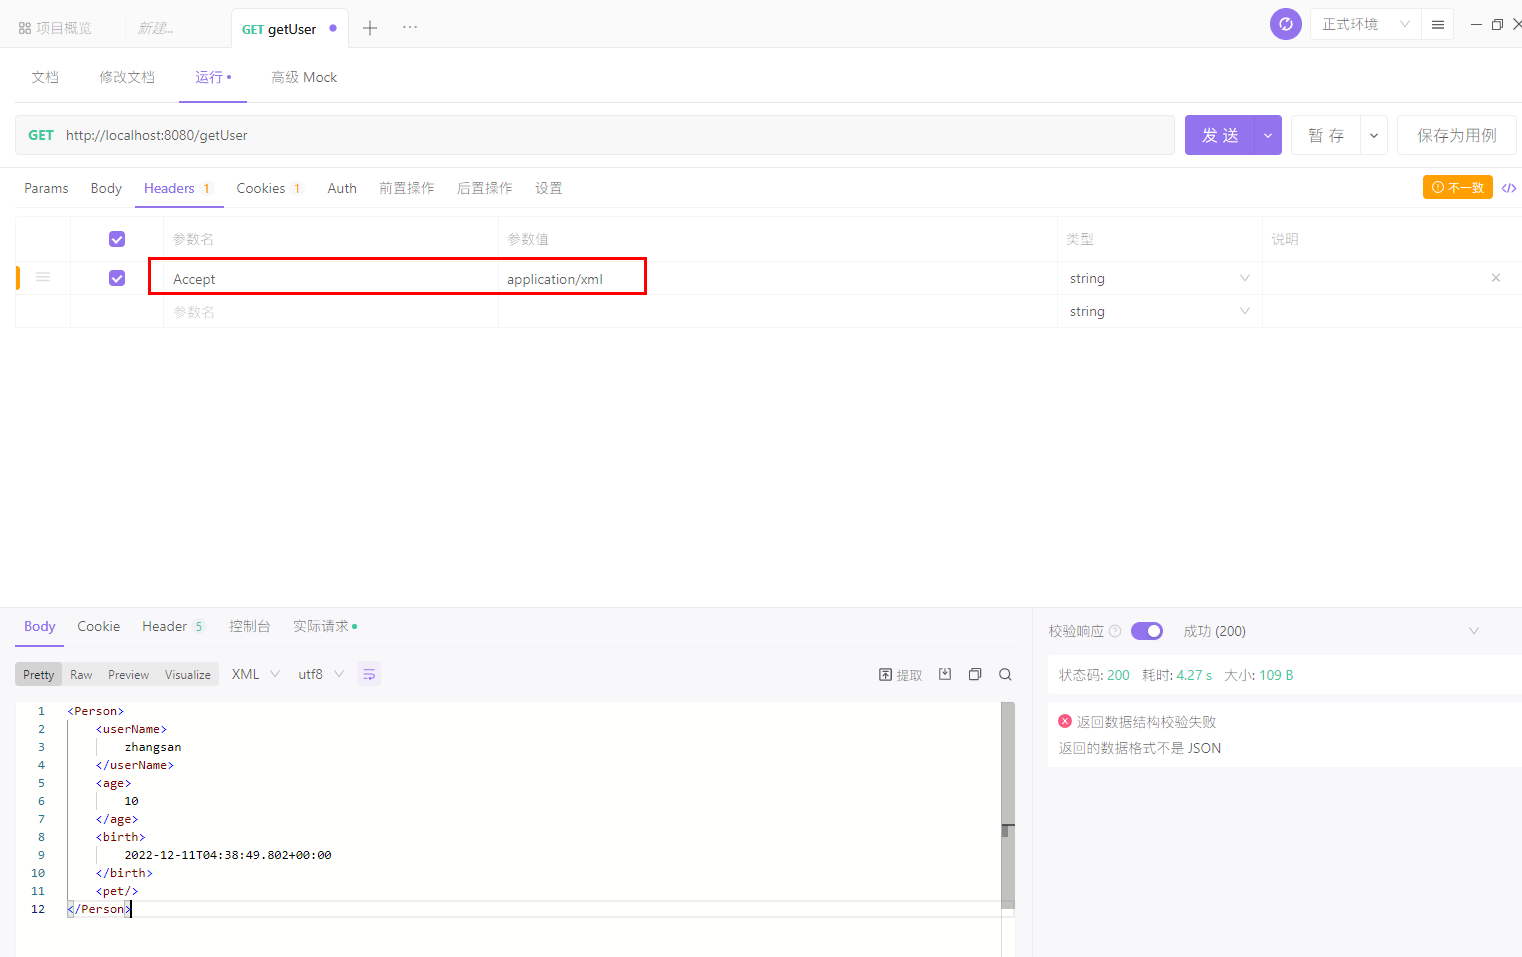 项目概览 新建... GET getUser
正式环境
文档 修改文档 运行 高级 Mock
GET http://localhost:8080/getUser 发 送 暂 存 保存为用例
Params Body Headers 1 Cookies 1 Auth 前置操作 后置操作 设置 不一致 </>
参数名 参数值 类型 说明
Accept application/xml string
参数名 string
Body Cookie Header 5 控制台 实际请求
Pretty Raw Preview Visualize XML utf8 提取
1 <Person>
2 <userName>
3 zhangsan
4 </userName>
5 <age>
6 10
7 </age>
8 <birth>
9 2022-12-11T04:38:49.802+00:00
10 </birth>
11 <pet/>
12 </Person>
校验响应 成功 (200)
状态码: 200 耗时: 4.27 s 大小: 109 B
返回数据结构校验失败
返回的数据格式不是 JSON